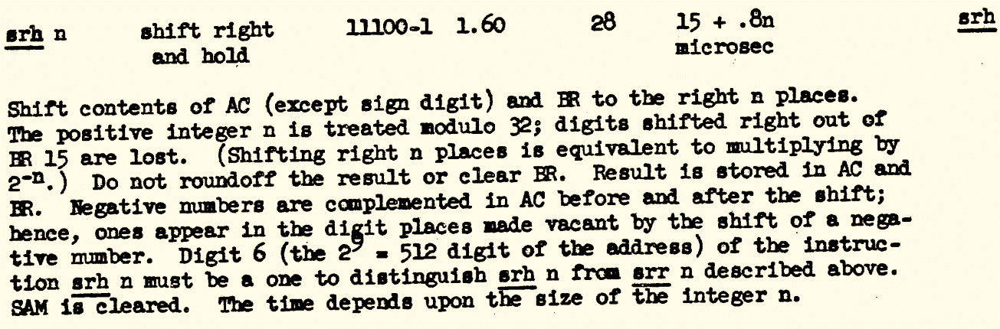 srh n shift right 11100-1 1.60 28 15 + .8n srh
and hold microsec
Shift contents of AC (except sign digit) and BR to the right n places.
The positive integer n is treated modulo 32; digits shifted right out of
BR 15 are lost. (Shifting right n places is equivalent to multiplying by
2⁻ⁿ.) Do not roundoff the result or clear BR. Result is stored in AC and
BR. Negative numbers are complemented in AC before and after the shift;
hence, ones appear in the digit places made vacant by the shift of a nega-
tive number. Digit 6 (the 2⁹ = 512 digit of the address) of the instruc-
tion srh n must be a one to distinguish srh n from srr n described above.
SAM is cleared. The time depends upon the size of the integer n.